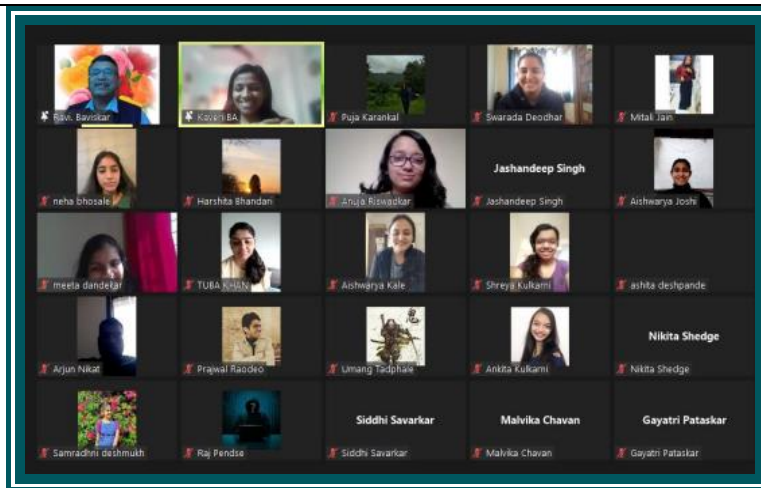 Ravi. Baviskar
Kaveri BA
Puja Karankal
Swarada Deodhar
Mitali Jain
neha bhosale
Harshita Bhandari
Anuja Riswadkar
Jashandeep Singh
Jashandeep Singh
Aishwarya Joshi
meeta dandekar
TUBA KHAN
Aishwarya Kale
Shreya Kulkarni
ashita deshpande
Arjun Nikat
Prajwal Raodeo
Umang Tadphale
Ankita Kulkarni
Nikita Shedge
Nikita Shedge
Samradhni deshmukh
Raj Pendse
Siddhi Savarkar
Siddhi Savarkar
Malvika Chavan
Malvika Chavan
Gayatri Pataskar
Gayatri Pataskar